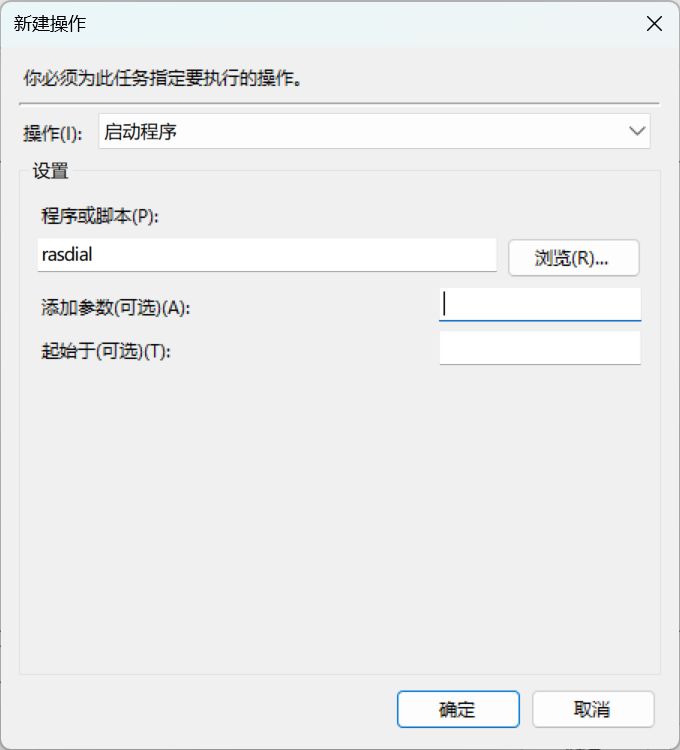 新建操作
你必须为此任务指定要执行的操作。
操作(I): 启动程序
设置
程序或脚本(P):
rasdial 浏览(R)...
添加参数(可选)(A):
起始于(可选)(T):
确定 取消